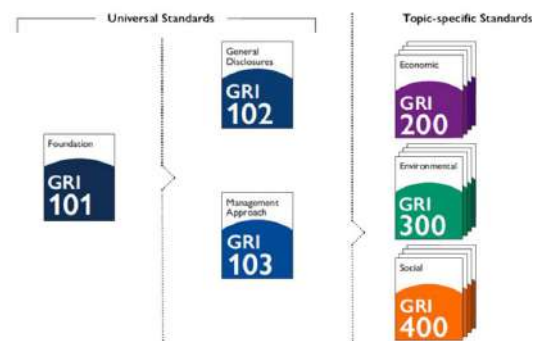 Universal Standards
Topic-specific Standards
Foundation
GRI
101
General
Disclosures
GRI
102
Management
Approach
GRI
103
Economic
GRI
200
Environmental
GRI
300
Social
GRI
400